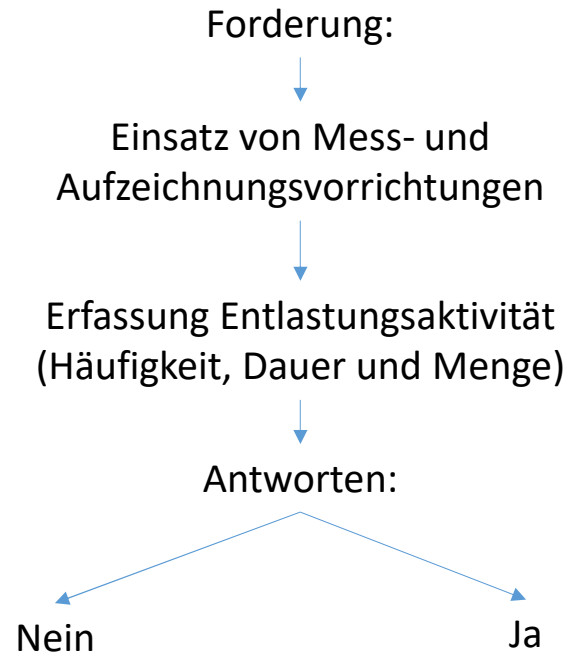 Forderung:
Einsatz von Mess- und
Aufzeichnungsvorrichtungen
Erfassung Entlastungsaktivität
(Häufigkeit, Dauer und Menge)
Antworten:
Nein
Ja